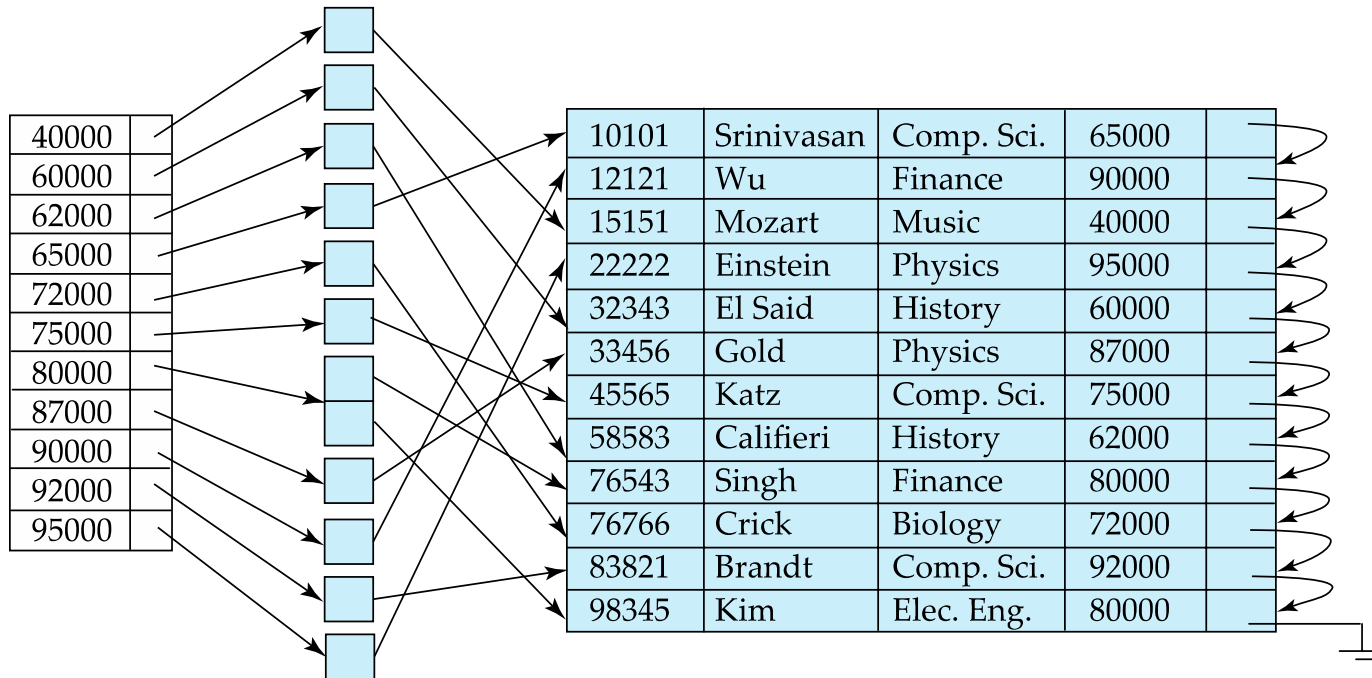 40000
60000
62000
65000
72000
75000
80000
87000
90000
92000
95000
10101 Srinivasan Comp. Sci. 65000
12121 Wu Finance 90000
15151 Mozart Music 40000
22222 Einstein Physics 95000
32343 El Said History 60000
33456 Gold Physics 87000
45565 Katz Comp. Sci. 75000
58583 Califieri History 62000
76543 Singh Finance 80000
76766 Crick Biology 72000
83821 Brandt Comp. Sci. 92000
98345 Kim Elec. Eng. 80000